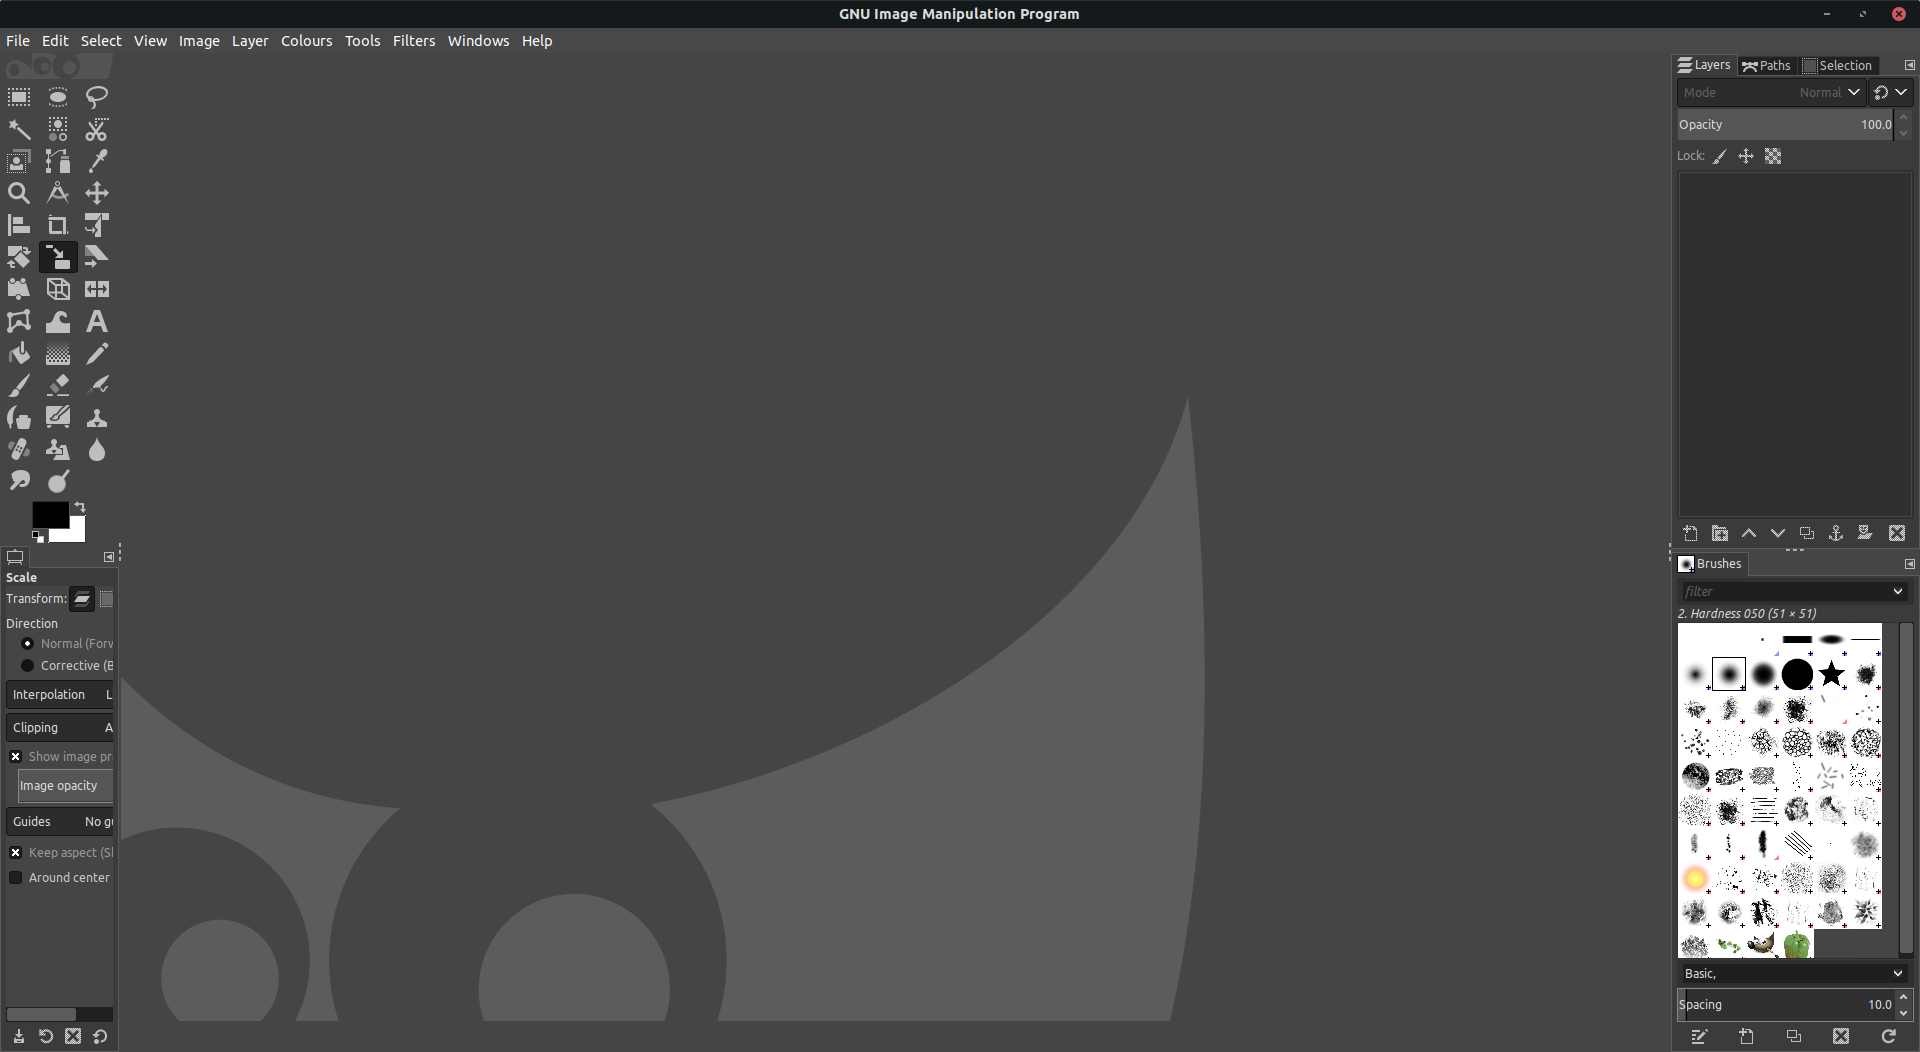 GNU Image Manipulation Program
File Edit Select View Image Layer Colours Tools Filters Windows Help
Layers Paths Selection
Mode Normal
Opacity 100.0
Lock:
Scale
Transform:
Direction
Normal (Forw
Corrective (B
Interpolation L
Clipping A
Show image pr
Image opacity
Guides No gu
Keep aspect (Sh
Around center
Brushes
filter
2. Hardness 050 (51 × 51)
Basic,
Spacing 10.0